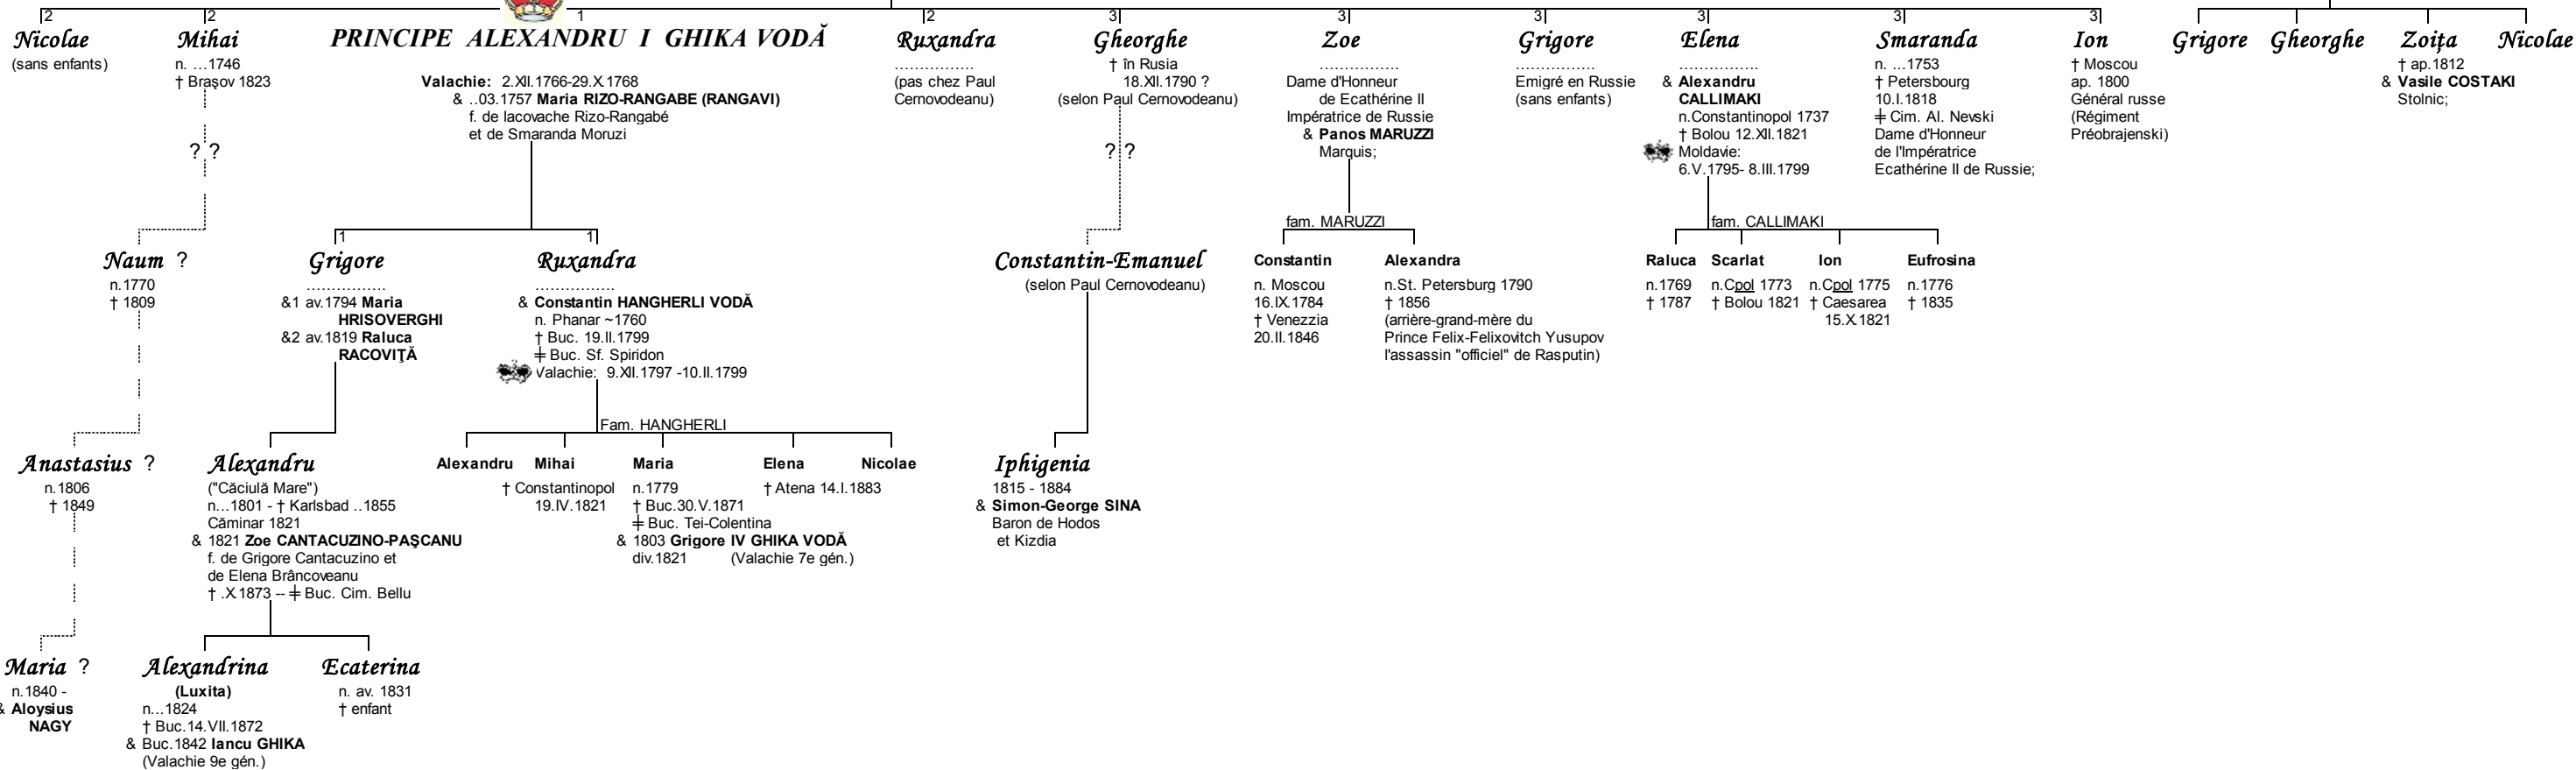 2 2 1 2 3 3 3 3 3 3
Nicolae
(sans enfants)
Mihai
n. ...1746
† Braşov 1823
? ?
PRINCIPE ALEXANDRU I GHIKA VODĂ
Valachie: 2.XII.1766-29.X.1768
& ..03.1757 Maria RIZO-RANGABE (RANGAVI)
f. de Iacovache Rizo-Rangabé
et de Smaranda Moruzi
Ruxandra
................
(pas chez Paul
Cernovodeanu)
Gheorghe
† în Rusia
18.XII.1790 ?
(selon Paul Cernovodeanu)
? ?
Zoe
................
Dame d'Honneur
de Ecathérine II
Impératrice de Russie
& Panos MARUZZI
Marquis;
Grigore
................
Emigré en Russie
(sans enfants)
Elena
................
& Alexandru
CALLIMAKI
n.Constantinopol 1737
† Bolou 12.XII.1821
Moldavie:
6.V.1795- 8.III.1799
Smaranda
n. ...1753
† Petersbourg
10.I.1818
╪ Cim. Al. Nevski
Dame d'Honneur
de l'Impératrice
Ecathérine II de Russie;
Ion
† Moscou
ap. 1800
Général russe
(Régiment
Préobrajenski)
Grigore
Gheorghe
Zoiţa
† ap.1812
& Vasile COSTAKI
Stolnic;
Nicolae
Naum ?
n.1770
† 1809
1 1
Grigore
................
&1 av.1794 Maria
HRISOVERGHI
&2 av.1819 Raluca
RACOVIŢĂ
Ruxandra
................
& Constantin HANGHERLI VODĂ
n. Phanar ~1760
† Buc. 19.II.1799
╪ Buc. Sf. Spiridon
Valachie: 9.XII.1797 -10.II.1799
Constantin-Emanuel
(selon Paul Cernovodeanu)
fam. MARUZZI
Constantin
n. Moscou
16.IX.1784
† Venezzia
20.II.1846
Alexandra
n.St. Petersburg 1790
† 1856
(arrière-grand-mère du
Prince Felix-Felixovitch Yusupov
l'assassin "officiel" de Rasputin)
fam. CALLIMAKI
Raluca
n.1769
† 1787
Scarlat
n.Cpol 1773
† Bolou 1821
Ion
n.Cpol 1775
† Caesarea
15.X.1821
Eufrosina
n.1776
† 1835
Anastasius ?
n.1806
† 1849
Alexandru
("Căciulă Mare")
n...1801 - † Karlsbad ..1855
Căminar 1821
& 1821 Zoe CANTACUZINO-PAŞCANU
f. de Grigore Cantacuzino et
de Elena Brâncoveanu
† .X.1873 -- ╪ Buc. Cim. Bellu
Fam. HANGHERLI
Alexandru
Mihai
† Constantinopol
19.IV.1821
Maria
n.1779
† Buc.30.V.1871
╪ Buc. Tei-Colentina
& 1803 Grigore IV GHIKA VODĂ
div.1821 (Valachie 7e gén.)
Elena
† Atena 14.I.1883
Nicolae
Iphigenia
1815 - 1884
& Simon-George SINA
Baron de Hodos
et Kizdia
Maria ?
n.1840 -
& Aloysius
NAGY
Alexandrina
(Luxita)
n...1824
† Buc.14.VII.1872
& Buc.1842 Iancu GHIKA
(Valachie 9e gén.)
Ecaterina
n. av. 1831
† enfant